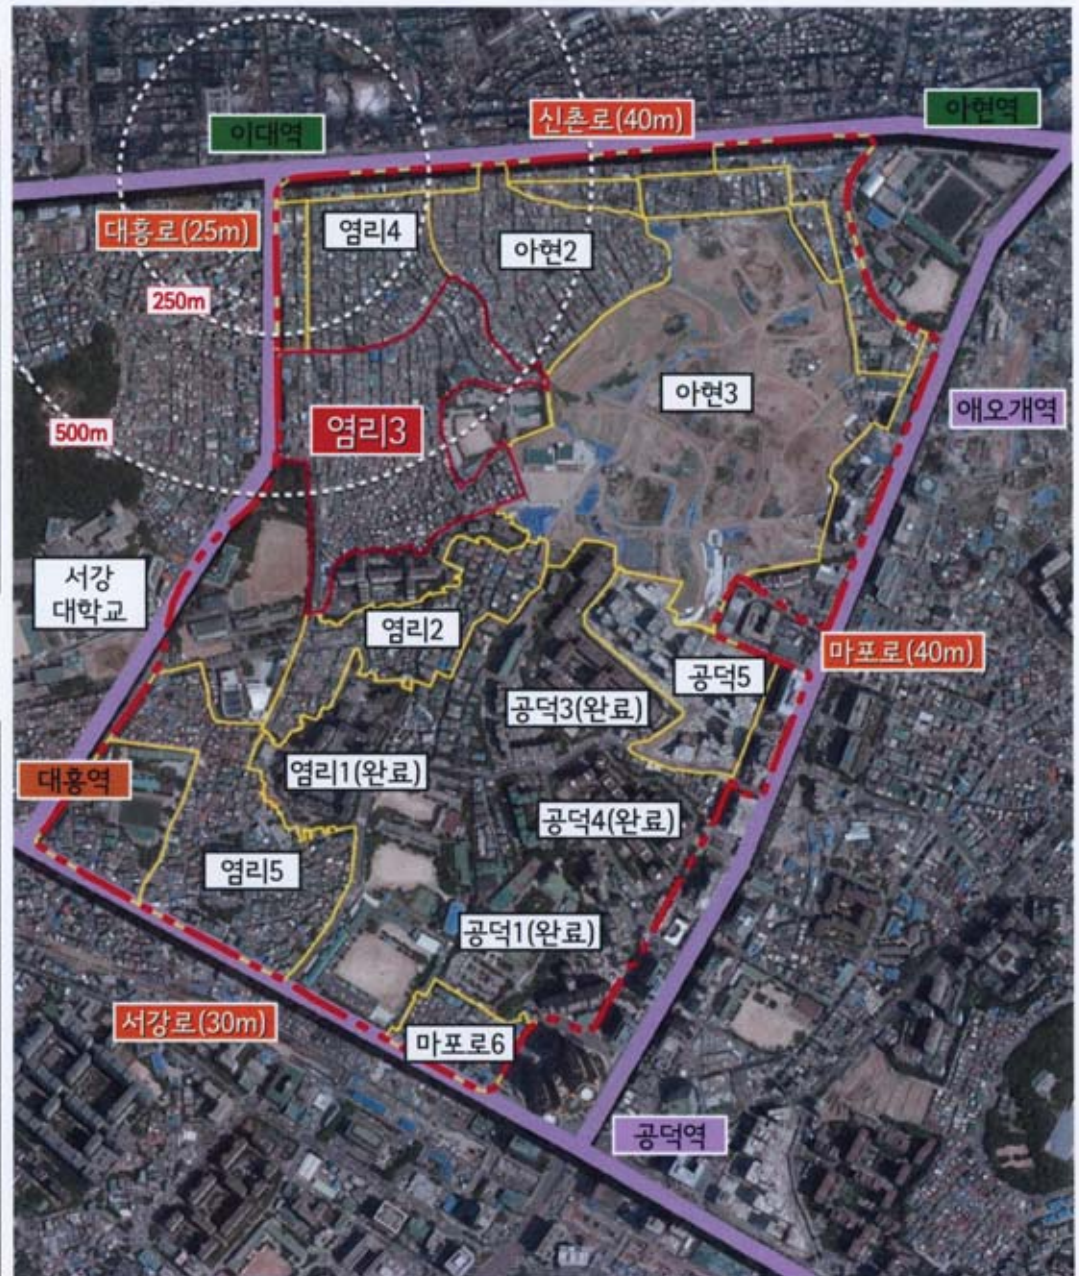 아현역
신촌로(40m)
이대역
대흥로(25m)
염리4
아현2
250m
아현3
애오개역
염리3
500m
서강
대학교
염리2
마포로(40m)
공덕5
공덕3(완료)
대흥역
염리1(완료)
공덕4(완료)
염리5
공덕1(완료)
서강로(30m)
마포로6
공덕역